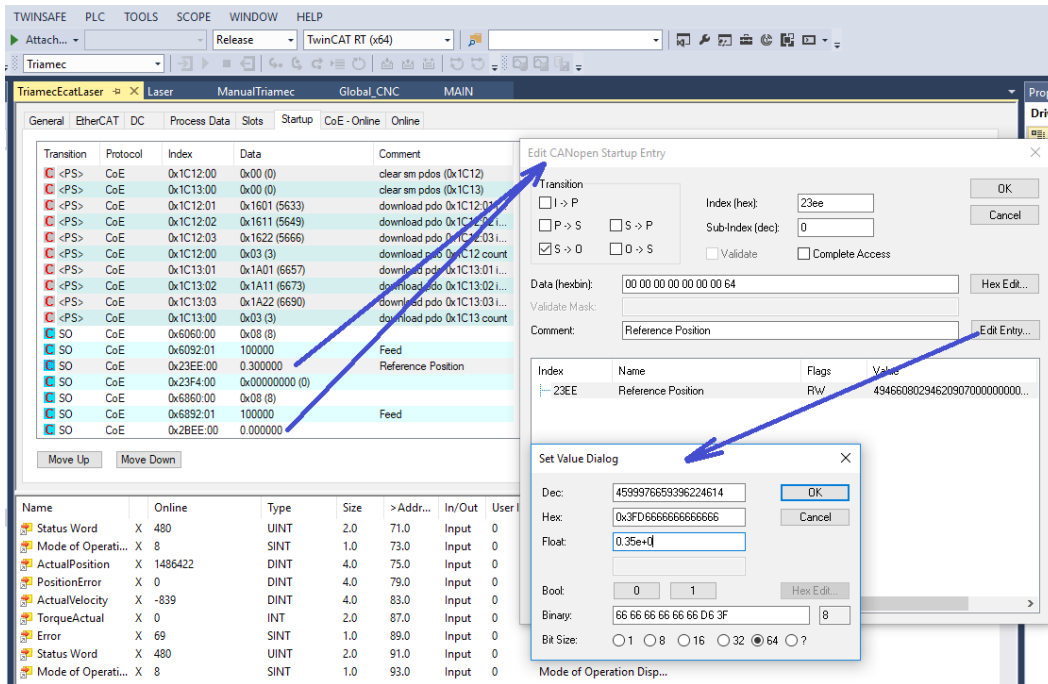 TWINSAFE PLC TOOLS SCOPE WINDOW HELP
Attach... Release TwinCAT RT (x64)
Triamec
TriamecEcatLaser Laser ManualTriamec Global_CNC MAIN
General EtherCAT DC Process Data Slots Startup CoE - Online Online
Transition Protocol Index Data Comment
C <PS> CoE 0x1C12:00 0x00 (0) clear sm pdos (0x1C12)
C <PS> CoE 0x1C13:00 0x00 (0) clear sm pdos (0x1C13)
C <PS> CoE 0x1C12:01 0x1601 (5633) download pdo 0x1C12:01 i...
C <PS> CoE 0x1C12:02 0x1611 (5649) download pdo 0x1C12:02 i...
C <PS> CoE 0x1C12:03 0x1622 (5666) download pdo 0x1C12:03 i...
C <PS> CoE 0x1C12:00 0x03 (3) download pdo 0x1C12 count
C <PS> CoE 0x1C13:01 0x1A01 (6657) download pdo 0x1C13:01 i...
C <PS> CoE 0x1C13:02 0x1A11 (6673) download pdo 0x1C13:02 i...
C <PS> CoE 0x1C13:03 0x1A22 (6690) download pdo 0x1C13:03 i...
C <PS> CoE 0x1C13:00 0x03 (3) download pdo 0x1C13 count
C SO CoE 0x6060:00 0x08 (8)
C SO CoE 0x6092:01 100000 Feed
C SO CoE 0x23EE:00 0.300000 Reference Position
C SO CoE 0x23F4:00 0x00000000 (0)
C SO CoE 0x6860:00 0x08 (8)
C SO CoE 0x6892:01 100000 Feed
C SO CoE 0x2BEE:00 0.000000
Move Up Move Down
Name Online Type Size >Addr... In/Out User I
Status Word X 480 UINT 2.0 71.0 Input 0
Mode of Operati... X 8 SINT 1.0 73.0 Input 0
ActualPosition X 1486422 DINT 4.0 75.0 Input 0
PositionError X 0 DINT 4.0 79.0 Input 0
ActualVelocity X -839 DINT 4.0 83.0 Input 0
TorqueActual X 0 INT 2.0 87.0 Input 0
Error X 69 SINT 1.0 89.0 Input 0
Status Word X 480 UINT 2.0 91.0 Input 0
Mode of Operati... X 8 SINT 1.0 93.0 Input 0 Mode of Operation Disp...
Prop
Dri
Edit CANopen Startup Entry
Transition
I -> P
P -> S S -> P
S -> O O -> S
Index (hex): 23ee
Sub-Index (dec): 0
Validate Complete Access
OK
Cancel
Data (hexbin): 00 00 00 00 00 00 00 64 Hex Edit...
Validate Mask:
Comment: Reference Position Edit Entry...
Index Name Flags Value
23EE Reference Position RW 49466080294620907000000000...
Set Value Dialog
Dec: 4599976659396224614 OK
Hex: 0x3FD6666666666666 Cancel
Float: 0.35e+0
Bool: 0 1 Hex Edit...
Binary: 66 66 66 66 66 66 D6 3F 8
Bit Size: 1 8 16 32 64 ?